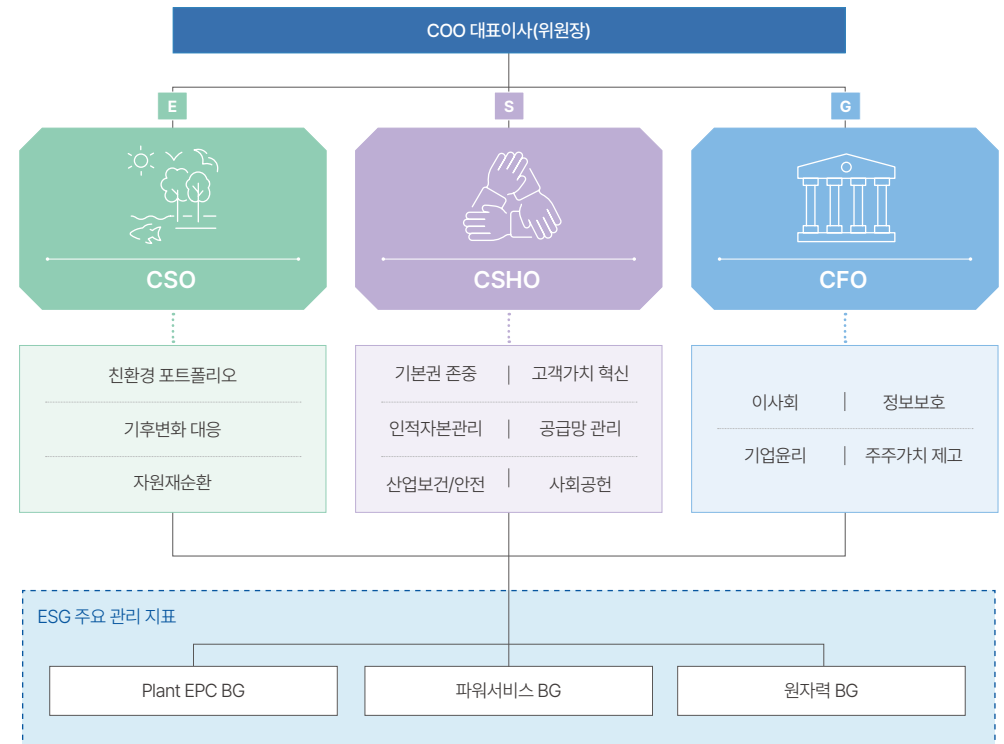 COO 대표이사(위원장)
E
S
G
CSO
CSHO
CFO
친환경 포트폴리오
기후변화 대응
자원재순환
기본권 존중 | 고객가치 혁신
인적자본관리 | 공급망 관리
산업보건/안전 | 사회공헌
이사회 | 정보보호
기업윤리 | 주주가치 제고
ESG 주요 관리 지표
Plant EPC BG
파워서비스 BG
원자력 BG